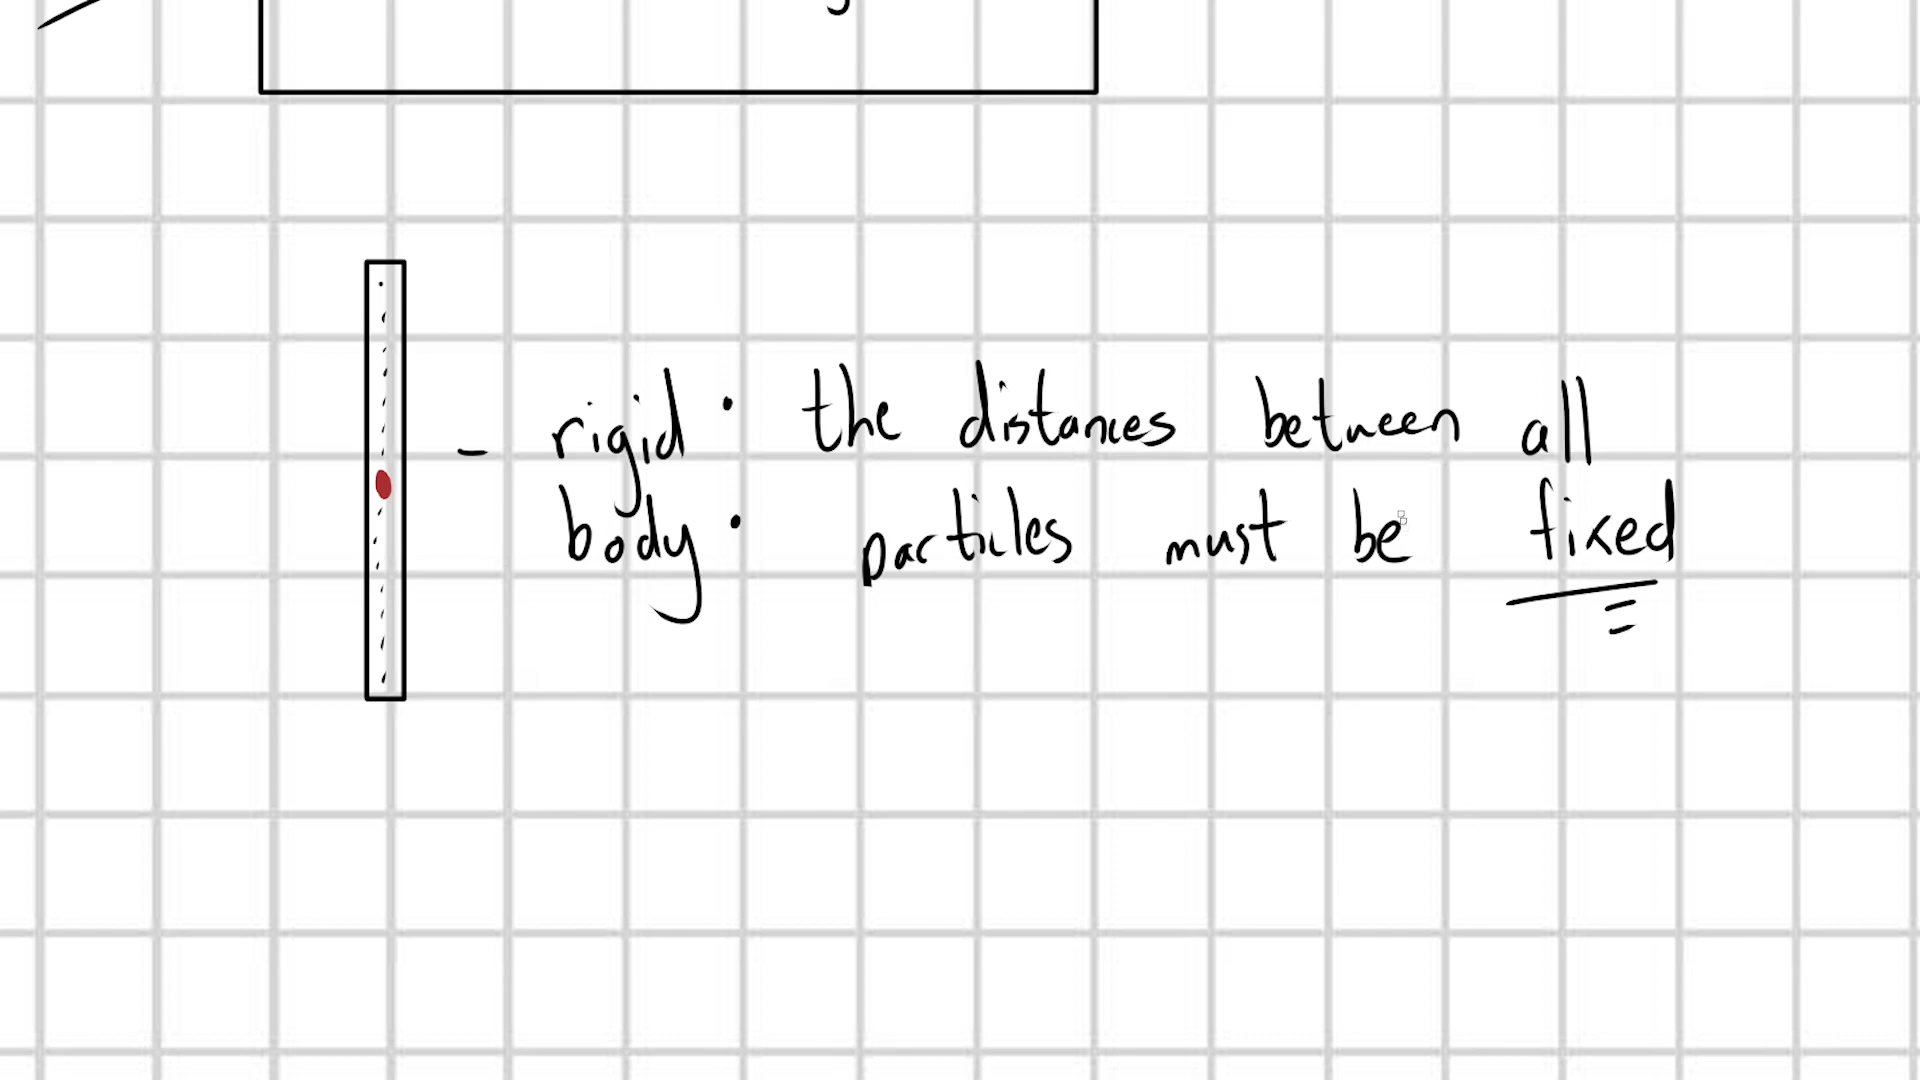 - rigid : the distances between all
body : particles must be fixed